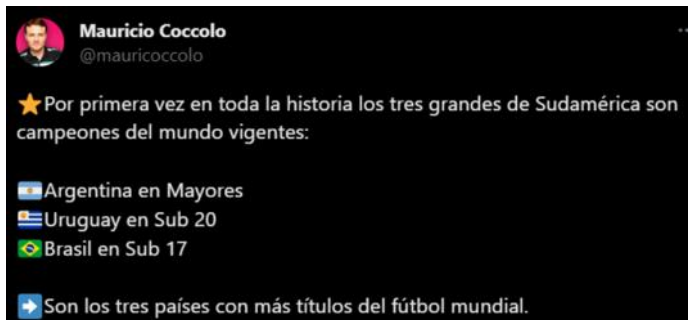 Mauricio Coccolo
@mauricoccolo
⭐Por primera vez en toda la historia los tres grandes de Sudamérica son
campeones del mundo vigentes:
🇦🇷Argentina en Mayores
🇺🇾Uruguay en Sub 20
🇧🇷Brasil en Sub 17
➡️Son los tres países con más títulos del fútbol mundial.